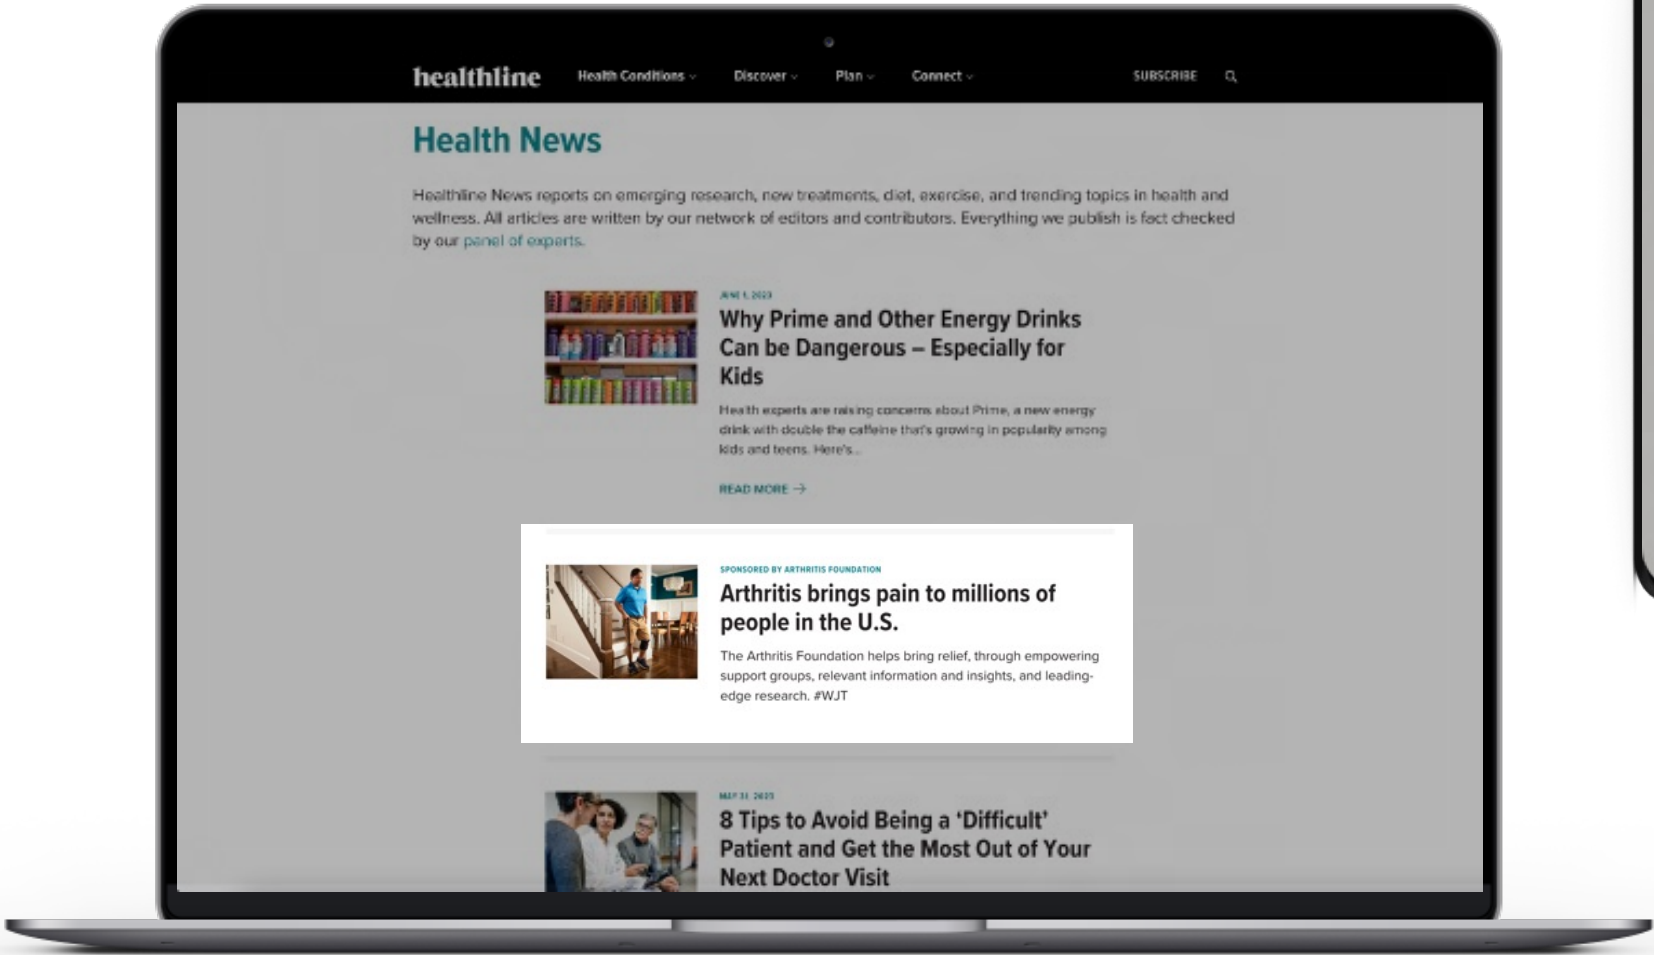 healthline
Health Conditions
Discover
Plan
Connect
SUBSCRIBE
Health News
Healthline News reports on emerging research, new treatments, diet, exercise, and trending topics in health and
wellness. All articles are written by our network of editors and contributors. Everything we publish is fact checked
by our panel of experts.
JUNE 1, 2023
Why Prime and Other Energy Drinks
Can be Dangerous – Especially for
Kids
Health experts are raising concerns about Prime, a new energy
drink with double the caffeine that's growing in popularity among
kids and teens. Here's...
READ MORE →
SPONSORED BY ARTHRITIS FOUNDATION
Arthritis brings pain to millions of
people in the U.S.
The Arthritis Foundation helps bring relief, through empowering
support groups, relevant information and insights, and leading-
edge research. #WJT
MAY 31, 2023
8 Tips to Avoid Being a ‘Difficult’
Patient and Get the Most Out of Your
Next Doctor Visit